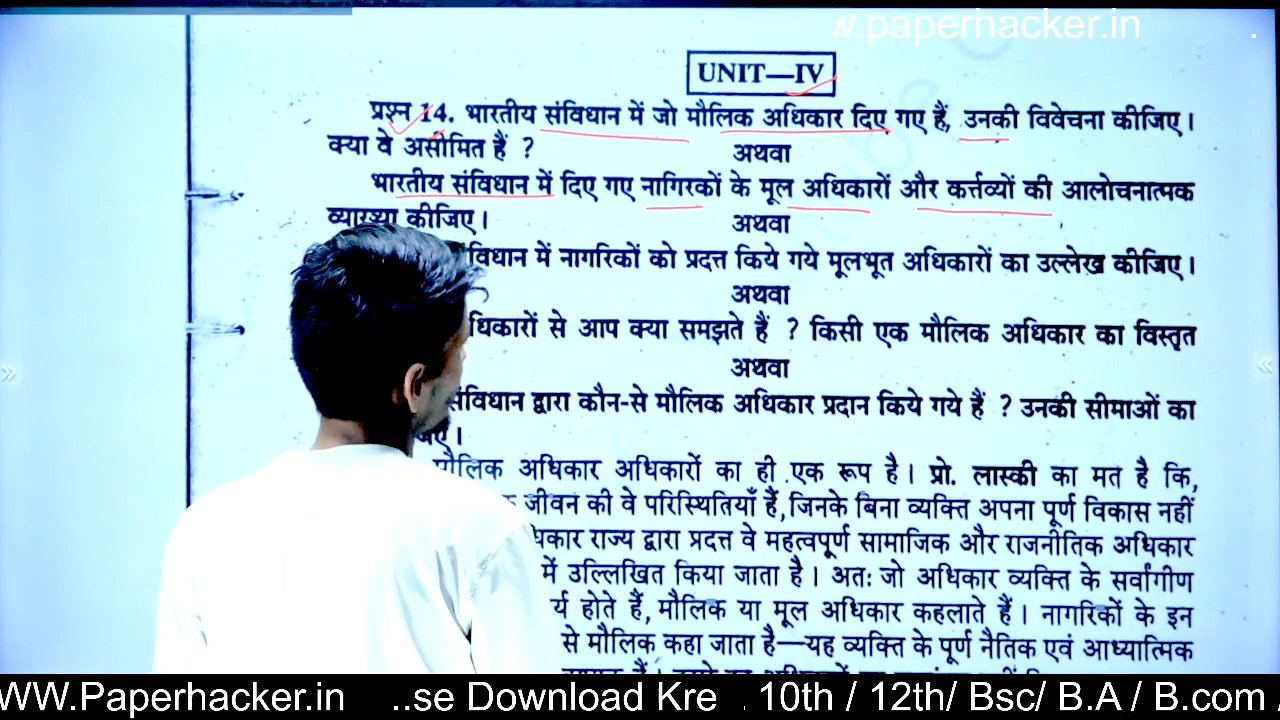 www.paperhacker.in
UNIT—IV
प्रश्न 14. भारतीय संविधान में जो मौलिक अधिकार दिए गए हैं, उनकी विवेचना कीजिए।
क्या वे असीमित हैं ?
अथवा
भारतीय संविधान में दिए गए नागिरकों के मूल अधिकारों और कर्त्तव्यों की आलोचनात्मक
व्याख्या कीजिए।
अथवा
विधान में नागरिकों को प्रदत्त किये गये मूलभूत अधिकारों का उल्लेख कीजिए।
अथवा
धिकारों से आप क्या समझते हैं ? किसी एक मौलिक अधिकार का विस्तृत
अथवा
संविधान द्वारा कौन-से मौलिक अधिकार प्रदान किये गये हैं ? उनकी सीमाओं का
मौलिक अधिकार अधिकारों का ही एक रूप है। प्रो. लास्की का मत है कि,
जीवन की वे परिस्थितियाँ हैं, जिनके बिना व्यक्ति अपना पूर्ण विकास नहीं
धिकार राज्य द्वारा प्रदत्त वे महत्वपूर्ण सामाजिक और राजनीतिक अधिकार
में उल्लिखित किया जाता है। अतः जो अधिकार व्यक्ति के सर्वांगीण
र्य होते हैं, मौलिक या मूल अधिकार कहलाते हैं। नागरिकों के इन
से मौलिक कहा जाता है—यह व्यक्ति के पूर्ण नैतिक एवं आध्यात्मिक
WW.Paperhacker.in ..se Download Kre . 10th / 12th/ Bsc/ B.A / B.com